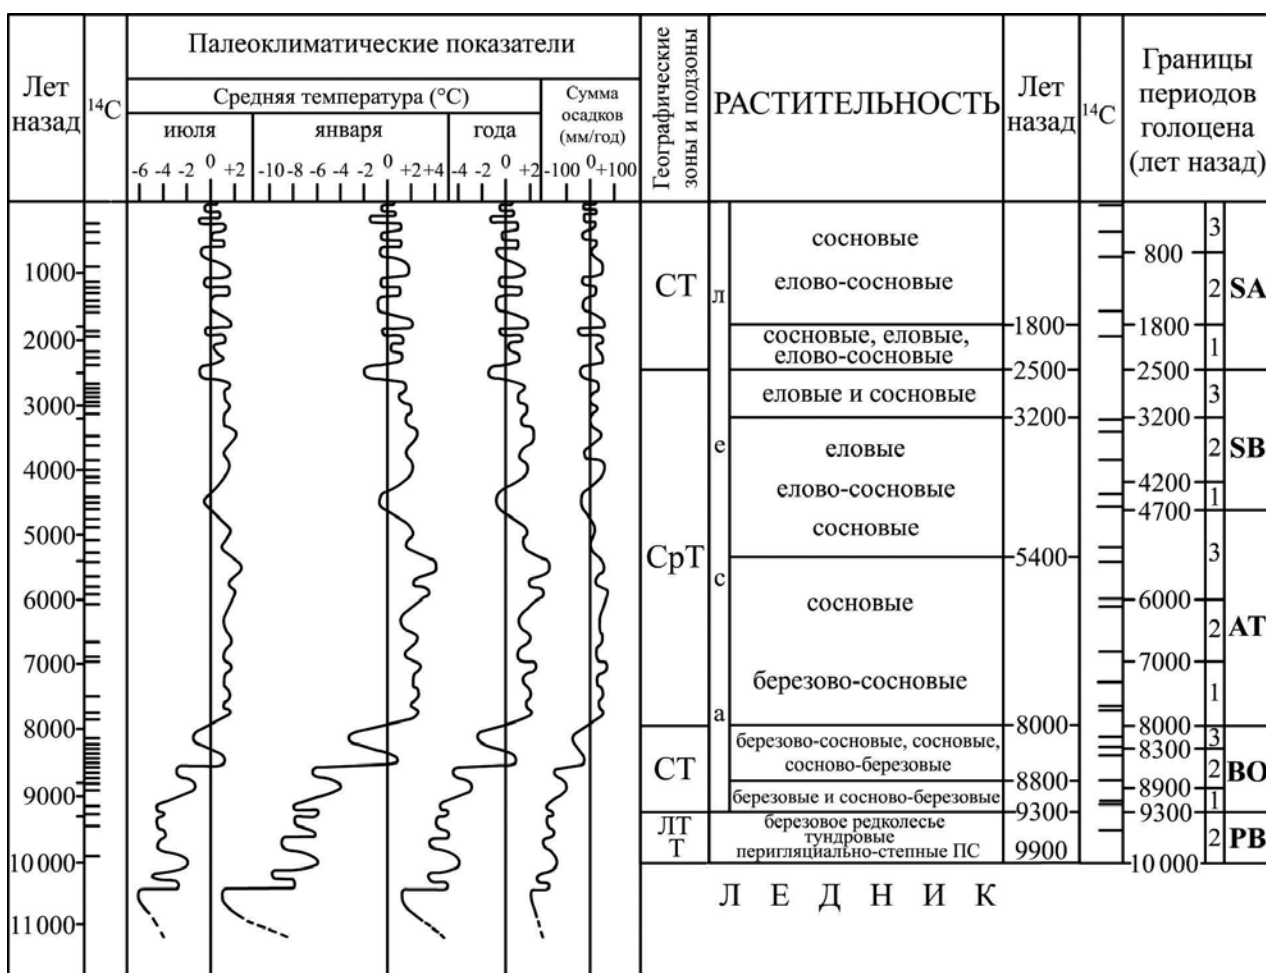 Палеоклиматические показатели
Лет
назад
14C
Средняя температура (°C)
Сумма
осадков
(мм/год)
июля
января
года
-6 -4 -2 0 +2
-10 -8 -6 -4 -2 0 +2 +4
-4 -2 0 +2
-100 0 +100
Географические
зоны и подзоны
РАСТИТЕЛЬНОСТЬ
Лет
назад
14C
Границы
периодов
голоцена
(лет назад)
1000
2000
3000
4000
5000
6000
7000
8000
9000
10 000
11 000
СТ
СрТ
СТ
ЛТ
Т
л
е
с
а
сосновые
елово-сосновые
сосновые, еловые,
елово-сосновые
еловые и сосновые
еловые
елово-сосновые
сосновые
сосновые
березово-сосновые
березово-сосновые, сосновые,
сосново-березовые
березовые и сосново-березовые
березовое редколесье
тундровые
перигляциально-степные ПС
Л Е Д Н И К
1800
2500
3200
5400
8000
8800
9300
9900
800
1800
2500
3200
4200
4700
6000
7000
8000
8300
8900
9300
10 000
3
2
1
SA
3
2
1
SB
3
2
1
AT
3
2
1
BO
2
PB